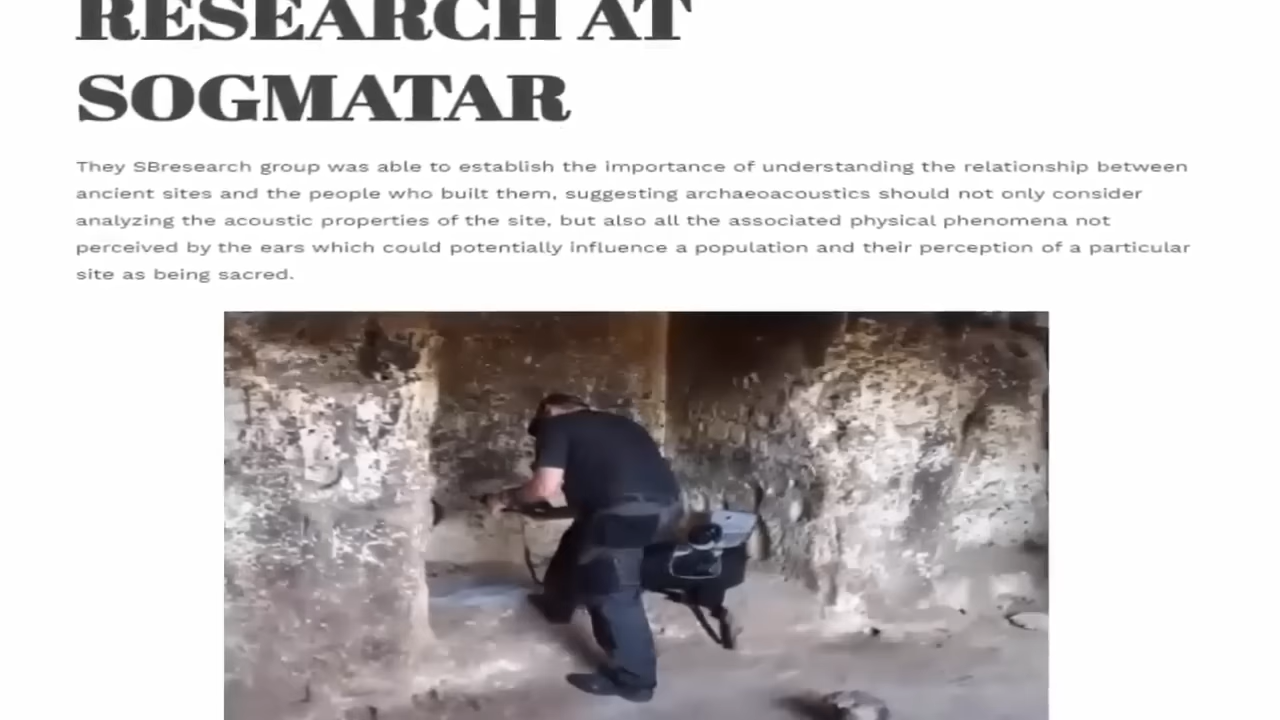 RESEARCH AT
SOGMATAR
They SBresearch group was able to establish the importance of understanding the relationship between
ancient sites and the people who built them, suggesting archaeoacoustics should not only consider
analyzing the acoustic properties of the site, but also all the associated physical phenomena not
perceived by the ears which could potentially influence a population and their perception of a particular
site as being sacred.